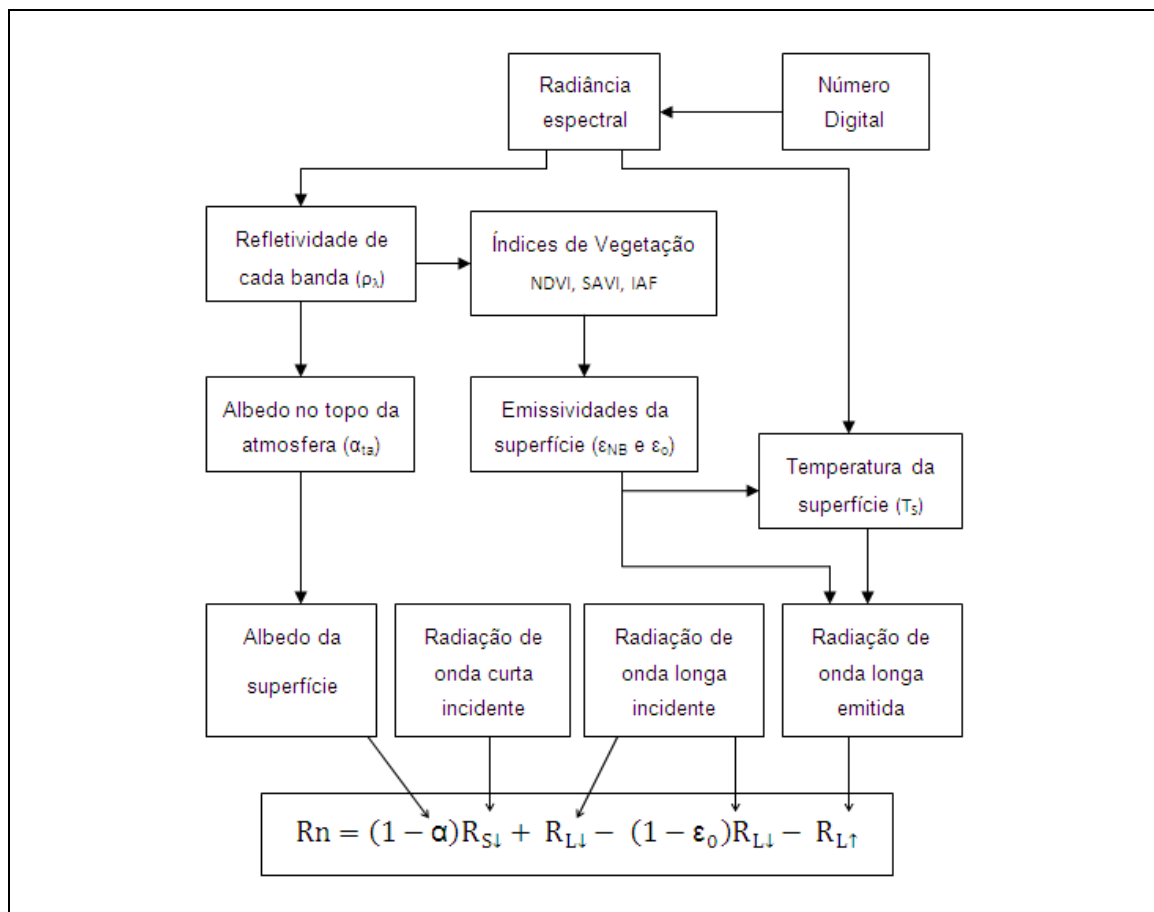 Radiância
espectral
Número
Digital
Refletividade de
cada banda (ρλ)
Índices de Vegetação
NDVI, SAVI, IAF
Albedo no topo da
atmosfera (αta)
Emissividades da
superfície (εNB e εo)
Temperatura da
superfície (Ts)
Albedo da
superfície
Radiação de
onda curta
incidente
Radiação de
onda longa
incidente
Radiação de
onda longa
emitida
Rn = (1 − α)RS↓ + RL↓ − (1 − ε0)RL↓ − RL↑